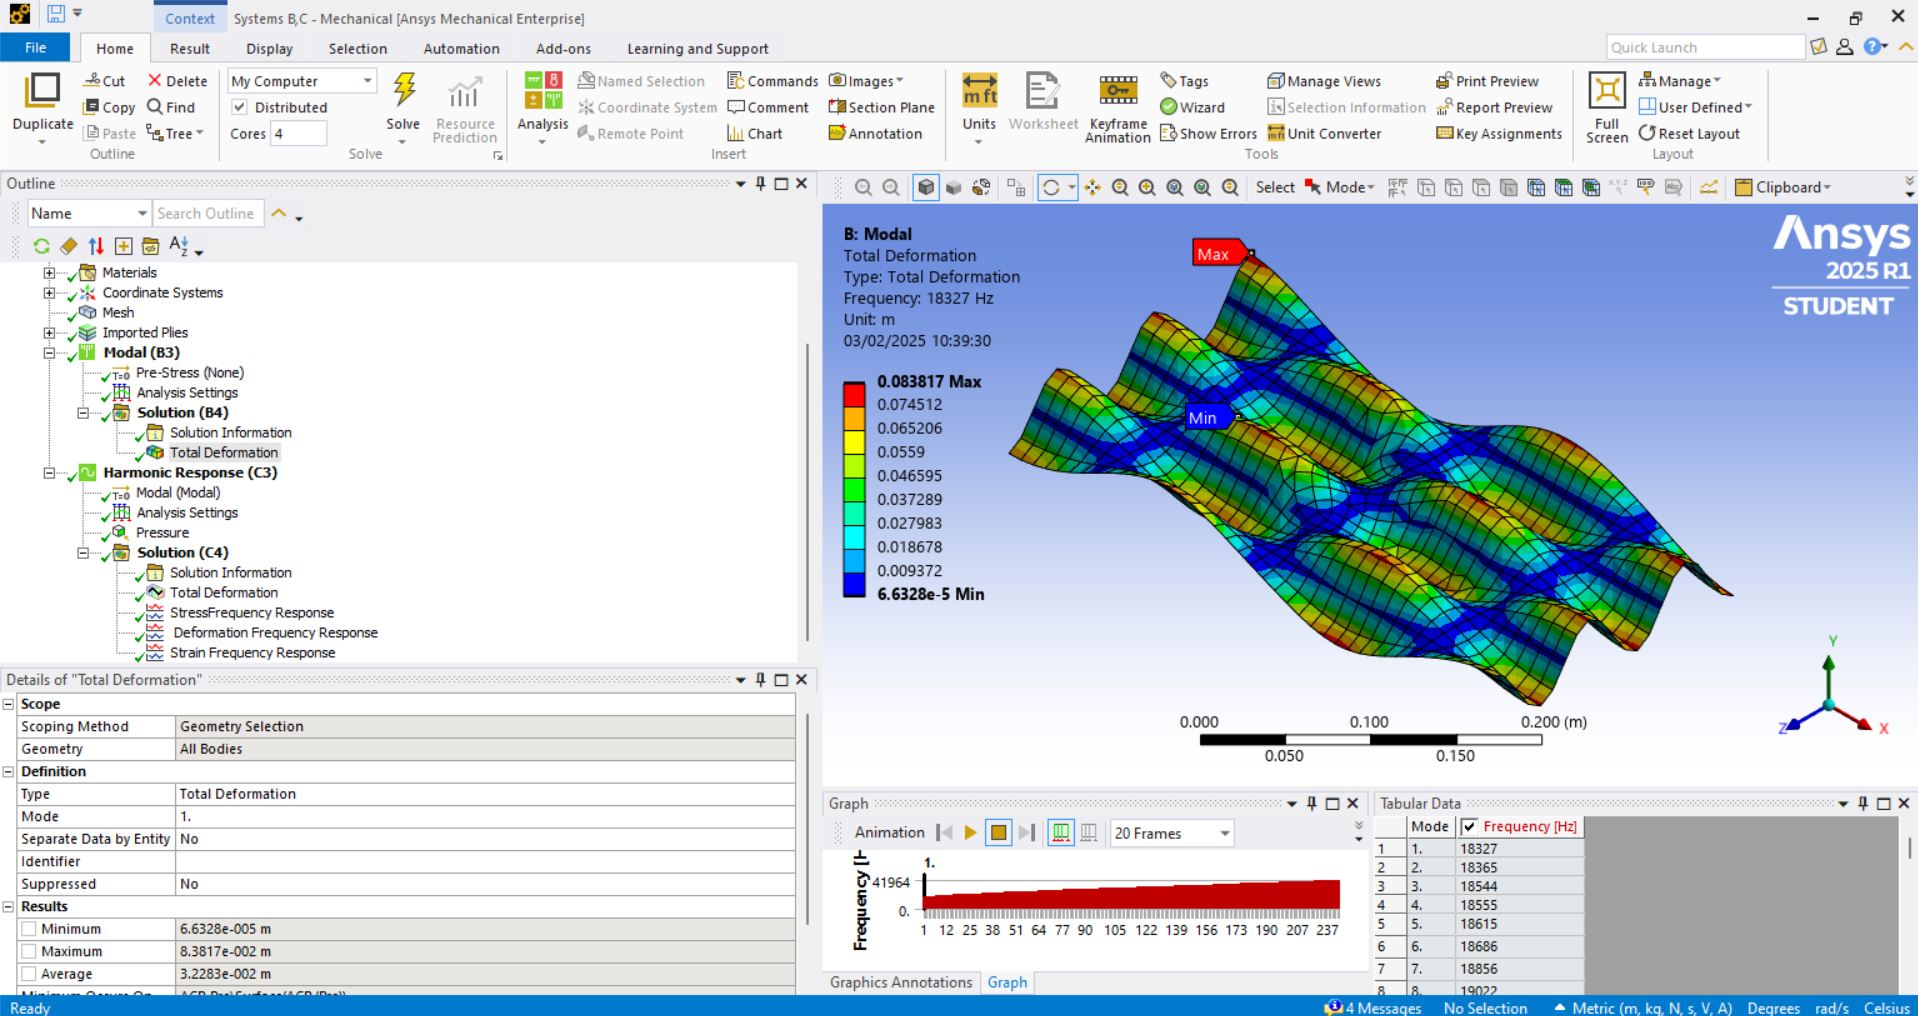 Context
Systems B,C - Mechanical [Ansys Mechanical Enterprise]
File
Home
Result
Display
Selection
Automation
Add-ons
Learning and Support
Quick Launch
Duplicate
Cut
Copy
Paste
Delete
Find
Tree
Outline
My Computer
Distributed
Cores 4
Solve
Resource
Prediction
Solve
Analysis
Named Selection
Coordinate System
Remote Point
Commands
Comment
Chart
Images
Section Plane
Annotation
Insert
Units
Worksheet
Keyframe
Animation
Tags
Wizard
Show Errors
Manage Views
Selection Information
Unit Converter
Print Preview
Report Preview
Key Assignments
Tools
Full
Screen
Manage
User Defined
Reset Layout
Layout
Outline
Name
Search Outline
Materials
Coordinate Systems
Mesh
Imported Plies
Modal (B3)
Pre-Stress (None)
Analysis Settings
Solution (B4)
Solution Information
Total Deformation
Harmonic Response (C3)
Modal (Modal)
Analysis Settings
Pressure
Solution (C4)
Solution Information
Total Deformation
StressFrequency Response
Deformation Frequency Response
Strain Frequency Response
Details of "Total Deformation"
Scope
Scoping Method Geometry Selection
Geometry All Bodies
Definition
Type Total Deformation
Mode 1.
Separate Data by Entity No
Identifier
Suppressed No
Results
Minimum 6.6328e-005 m
Maximum 8.3817e-002 m
Average 3.2283e-002 m
Select
Mode
Clipboard
B: Modal
Total Deformation
Type: Total Deformation
Frequency: 18327 Hz
Unit: m
03/02/2025 10:39:30
0.083817 Max
0.074512
0.065206
0.0559
0.046595
0.037289
0.027983
0.018678
0.009372
6.6328e-5 Min
Max
Min
Ansys
2025 R1
STUDENT
0.000 0.100 0.200 (m)
0.050 0.150
Y
Z
X
Graph
Animation
20 Frames
1.
41964
0.
1 12 25 38 51 64 77 90 105 122 139 156 173 190 207 237
Graphics Annotations
Graph
Tabular Data
Mode Frequency [Hz]
1 1. 18327
2 2. 18365
3 3. 18544
4 4. 18555
5 5. 18615
6 6. 18686
7 7. 18856
8 8. 19022
Ready
4 Messages
No Selection
Metric (m, kg, N, s, V, A)
Degrees
rad/s
Celsius